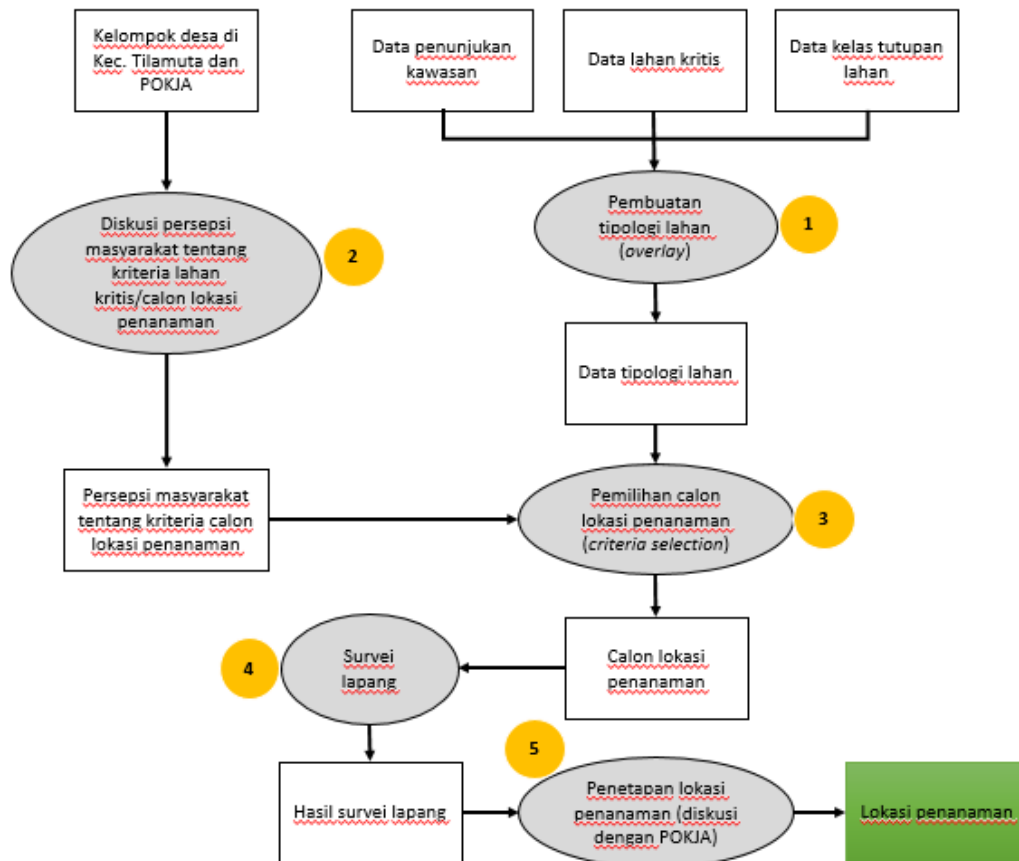 Kelompok desa di
Kec. Tilamuta dan
POKJA
Data penunjukan
kawasan
Data lahan kritis
Data kelas tutupan
lahan
Pembuatan
tipologi lahan
(overlay)
1
Diskusi persepsi
masyarakat tentang
kriteria lahan
kritis/calon lokasi
penanaman
2
Data tipologi lahan
Persepsi masyarakat
tentang kriteria calon
lokasi penanaman
Pemilihan calon
lokasi penanaman
(criteria selection)
3
4
Survei
lapang
Calon lokasi
penanaman
5
Hasil survei lapang
Penetapan lokasi
penanaman (diskusi
dengan POKJA)
Lokasi penanaman